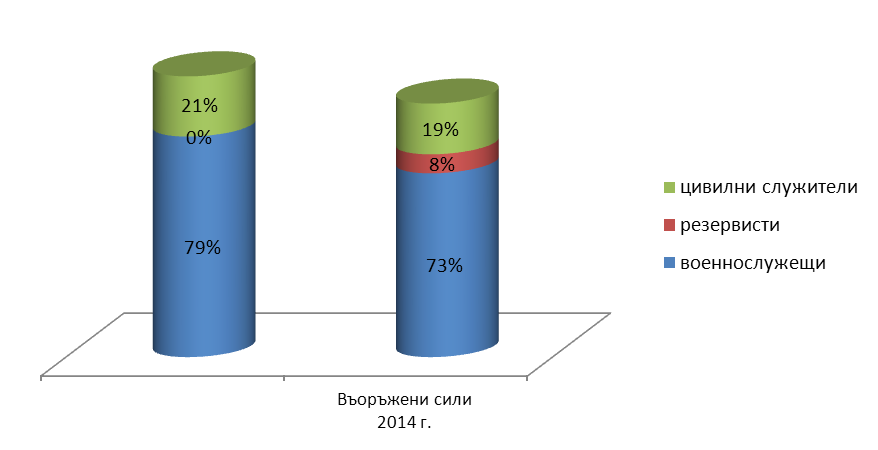 21%
0%
79%
19%
8%
73%
цивилни служители
резервисти
военнослужещи
Въоръжени сили
2014 г.